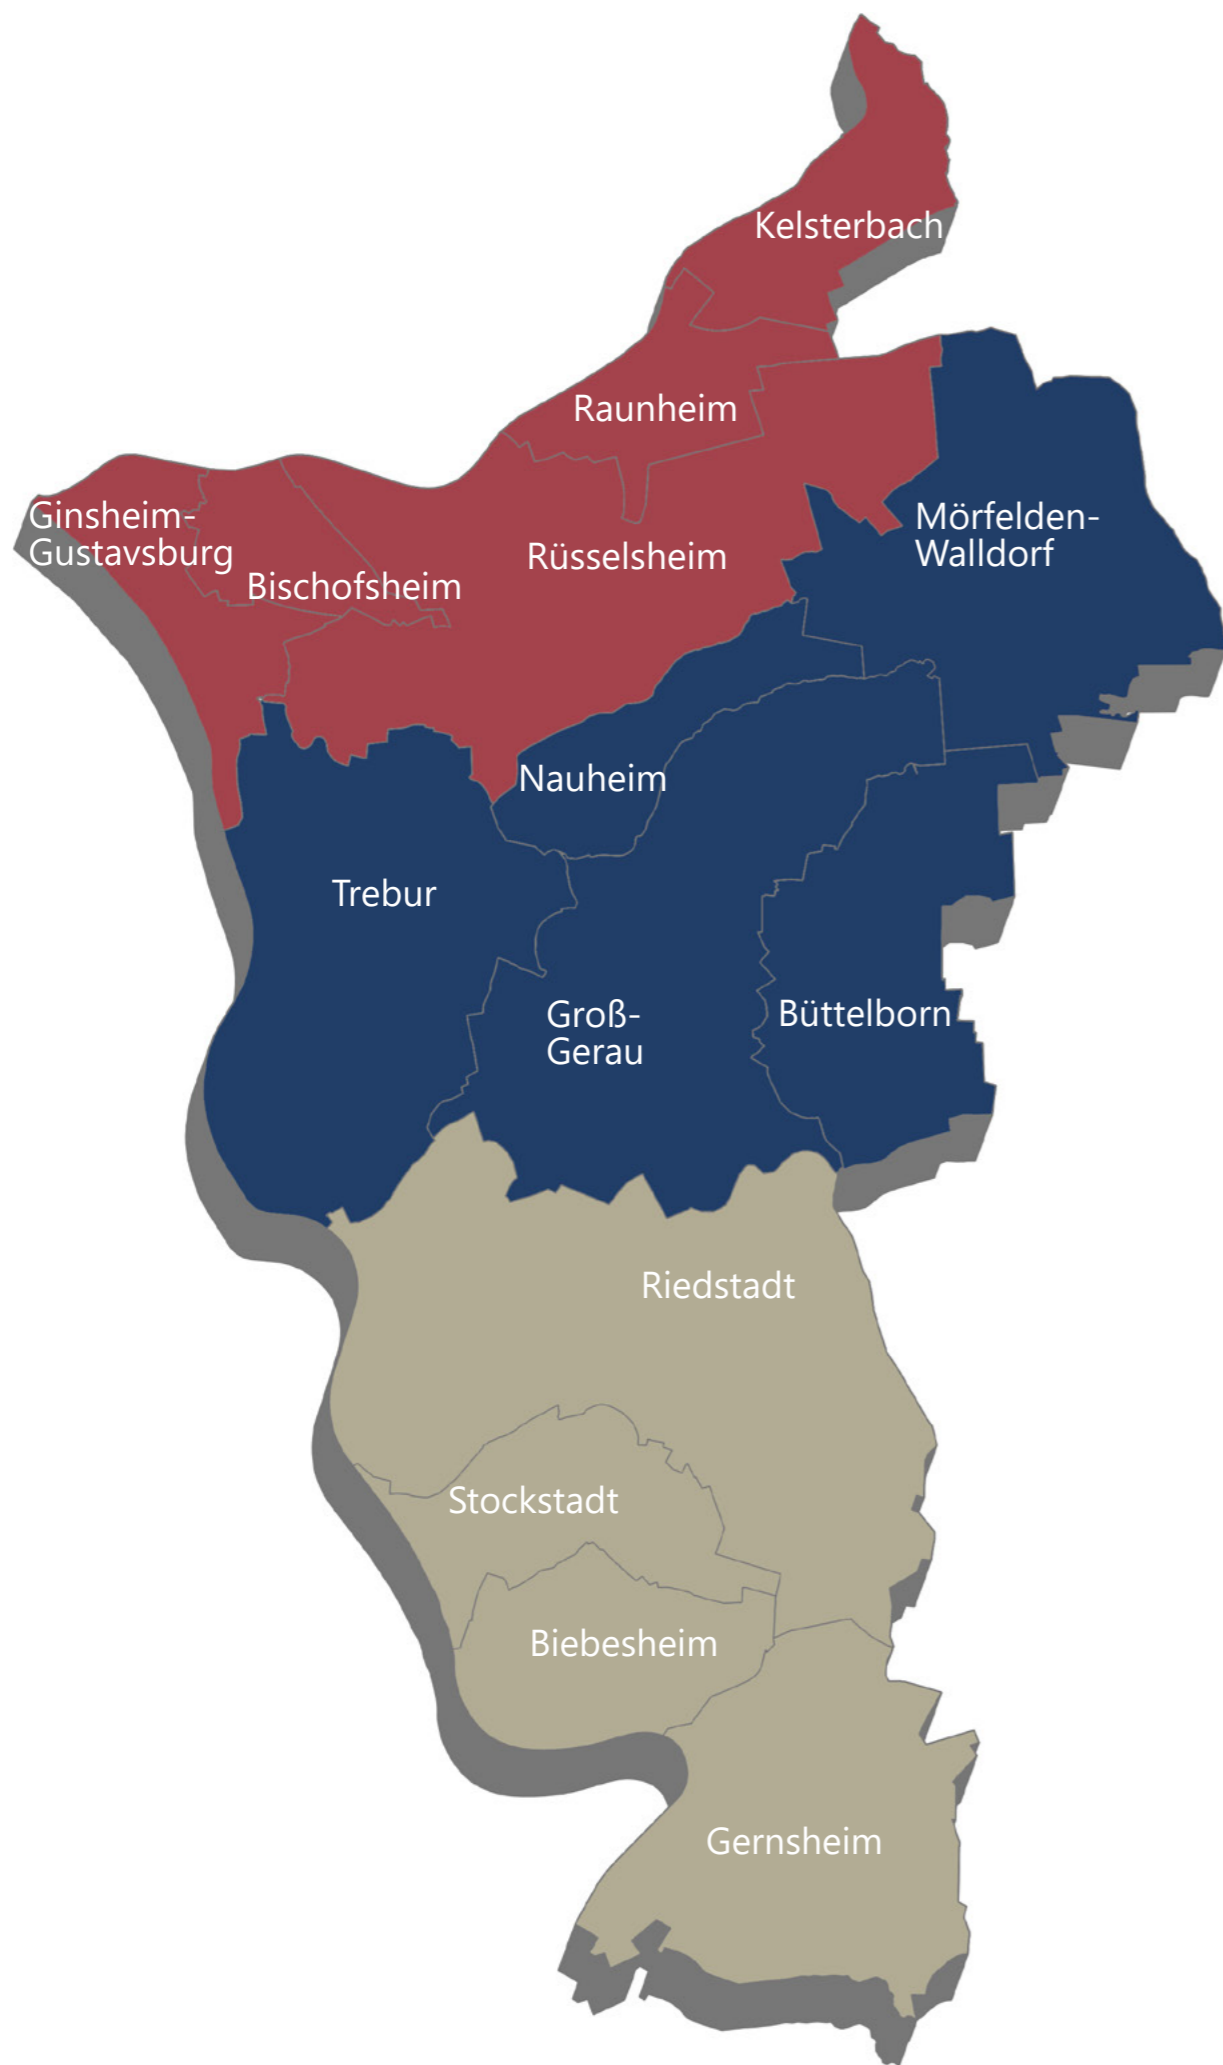 Kelsterbach
Raunheim
Ginsheim-
Gustavsburg
Bischofsheim
Rüsselsheim
Mörfelden-
Walldorf
Nauheim
Trebur
Groß-
Gerau
Büttelborn
Riedstadt
Stockstadt
Biebesheim
Gernsheim